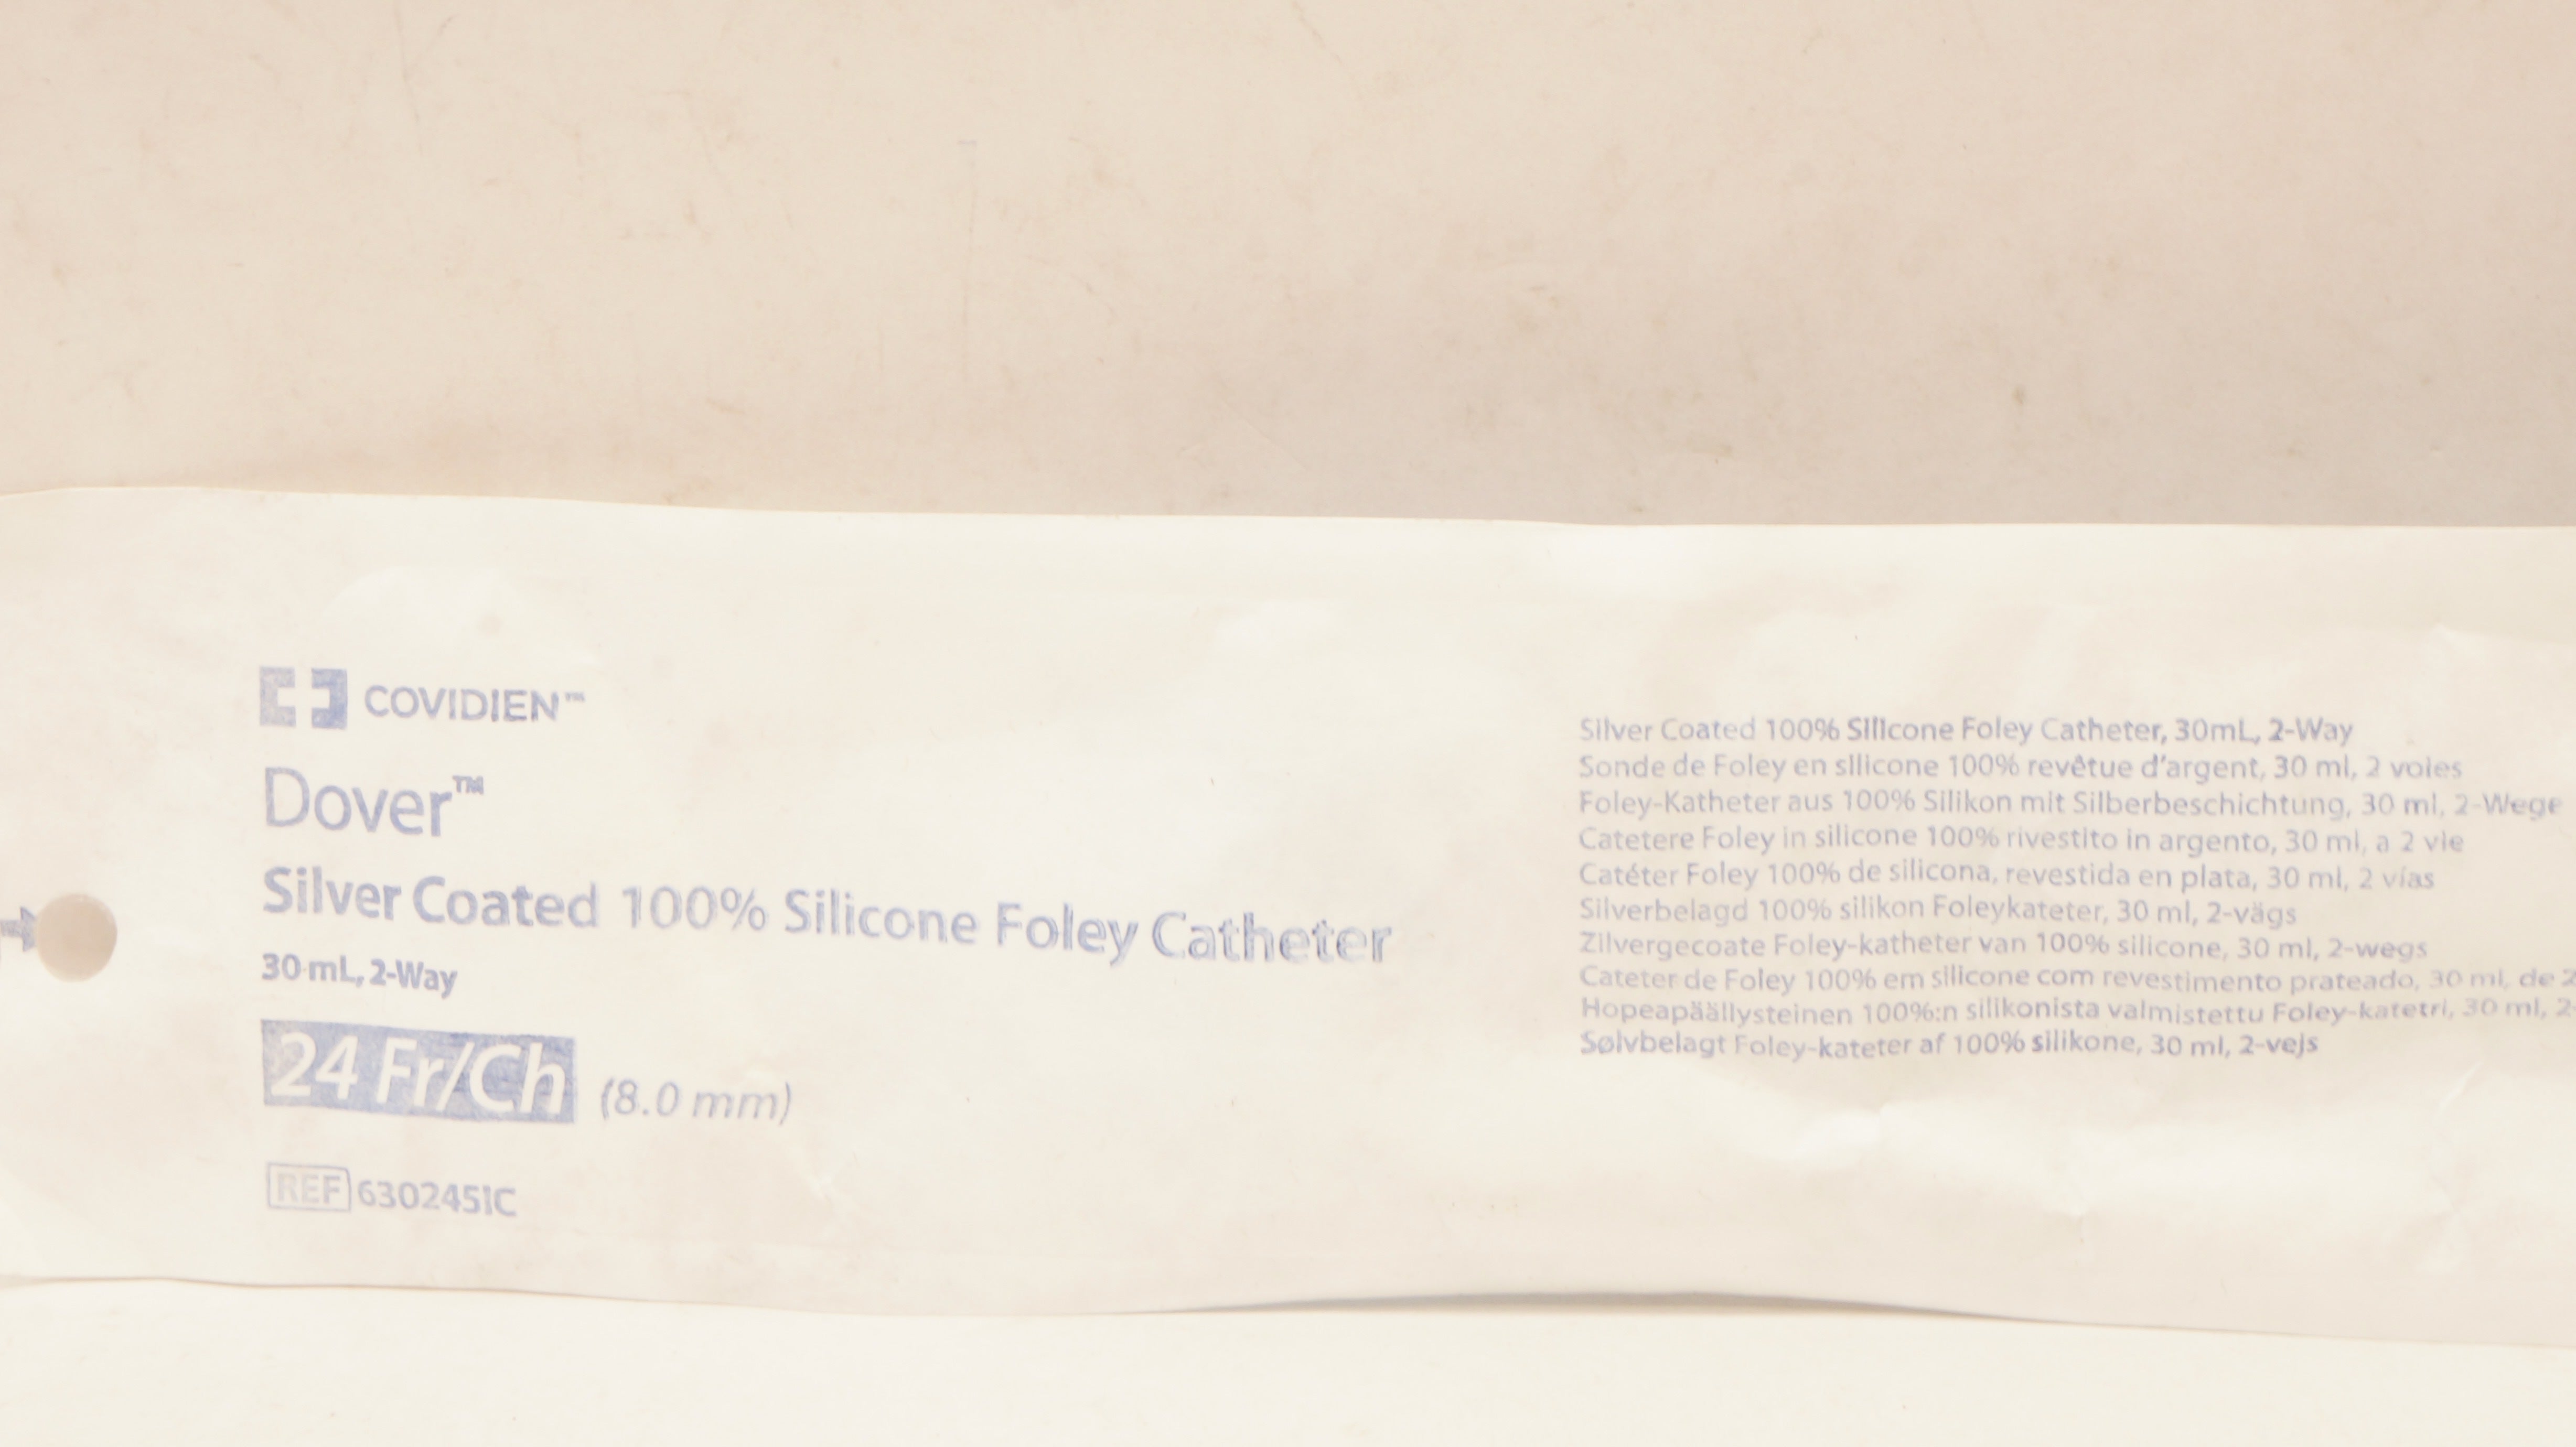 COVIDIEN™
Dover™
Silver Coated 100% Silicone Foley Catheter
30 mL, 2-Way
24 Fr/Ch (8.0 mm)
REF 630245IC
Silver Coated 100% Silicone Foley Catheter, 30mL, 2-Way
Sonde de Foley en silicone 100% revêtue d'argent, 30 ml, 2 voies
Foley-Katheter aus 100% Silikon mit Silberbeschichtung, 30 ml, 2-Wege
Catetere Foley in silicone 100% rivestito in argento, 30 ml, a 2 vie
Catéter Foley 100% de silicona, revestida en plata, 30 ml, 2 vías
Silverbelagd 100% silikon Foleykateter, 30 ml, 2-vägs
Zilvergecoate Foley-katheter van 100% silicone, 30 ml, 2-wegs
Cateter de Foley 100% em silicone com revestimento prateado, 30 ml, de 2
Hopeapäällysteinen 100%:n silikonista valmistettu Foley-katetri, 30 ml, 2-
Sølvbelagt Foley-kateter af 100% silikone, 30 ml, 2-vejs